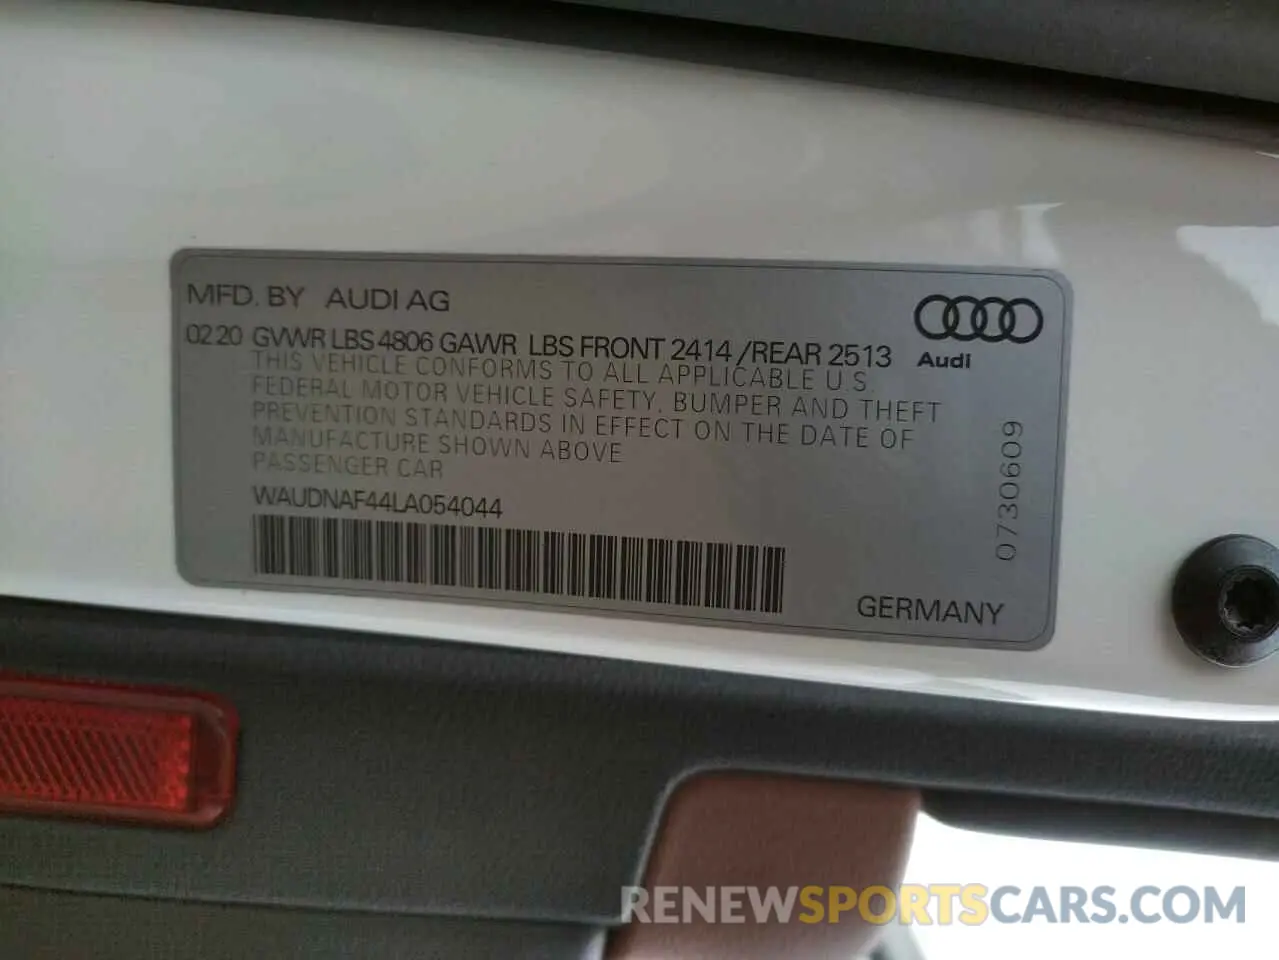 MFD. BY AUDI AG
02 20 GVWR LBS 4806 GAWR LBS FRONT 2414 /REAR 2513
Audi
THIS VEHICLE CONFORMS TO ALL APPLICABLE U.S.
FEDERAL MOTOR VEHICLE SAFETY, BUMPER AND THEFT
PREVENTION STANDARDS IN EFFECT ON THE DATE OF
MANUFACTURE SHOWN ABOVE
PASSENGER CAR
WAUDNAF44LA054044
0730609
GERMANY
RENEWSPORTSCARS.COM